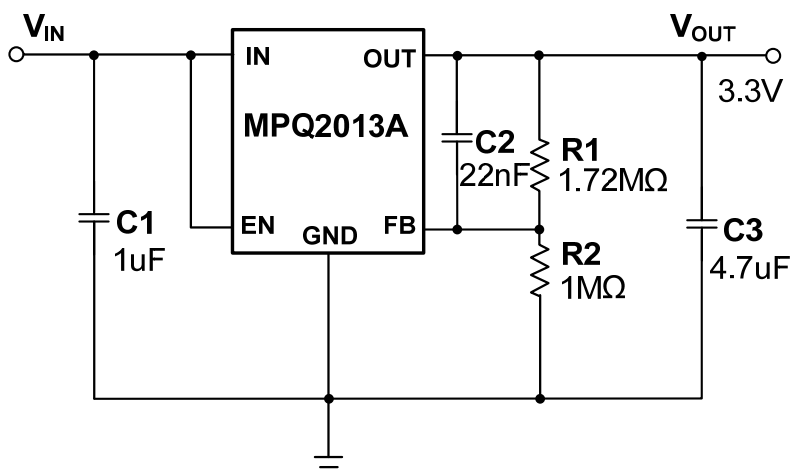 VIN
VOUT
IN
OUT
3.3V
MPQ2013A
C2
22nF
R1
1.72MΩ
C1
1uF
EN
GND
FB
R2
1MΩ
C3
4.7uF